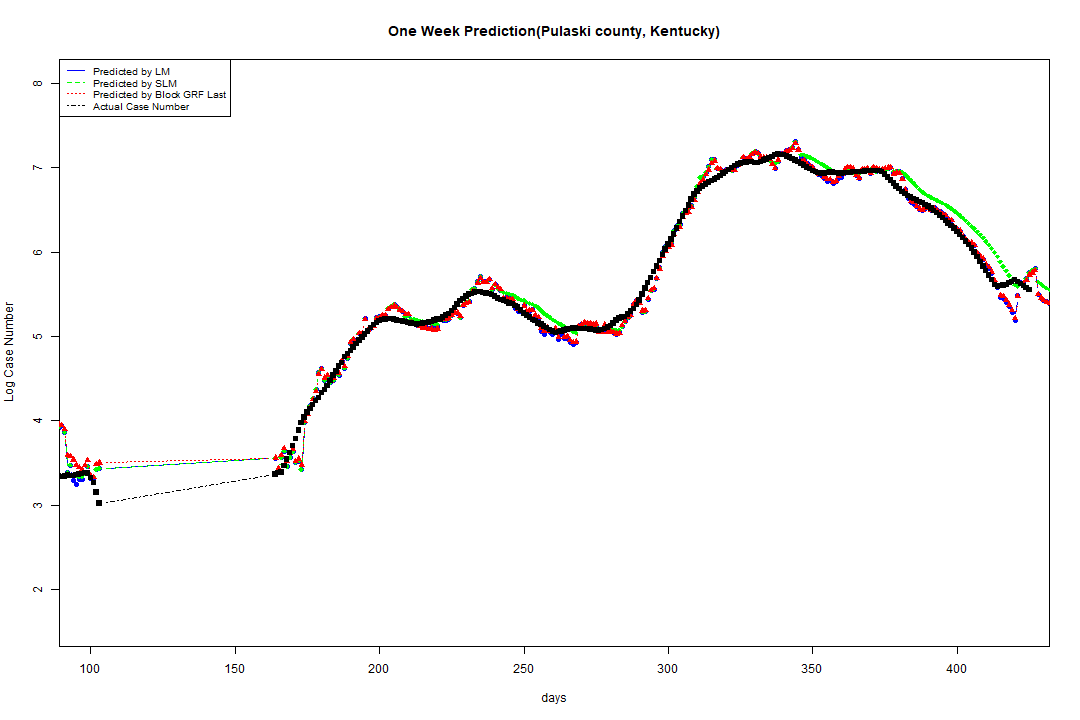 One Week Prediction(Pulaski county, Kentucky)
Predicted by LM
Predicted by SLM
Predicted by Block GRF Last
Actual Case Number
8
7
6
5
4
3
2
Log Case Number
100 150 200 250 300 350 400
days